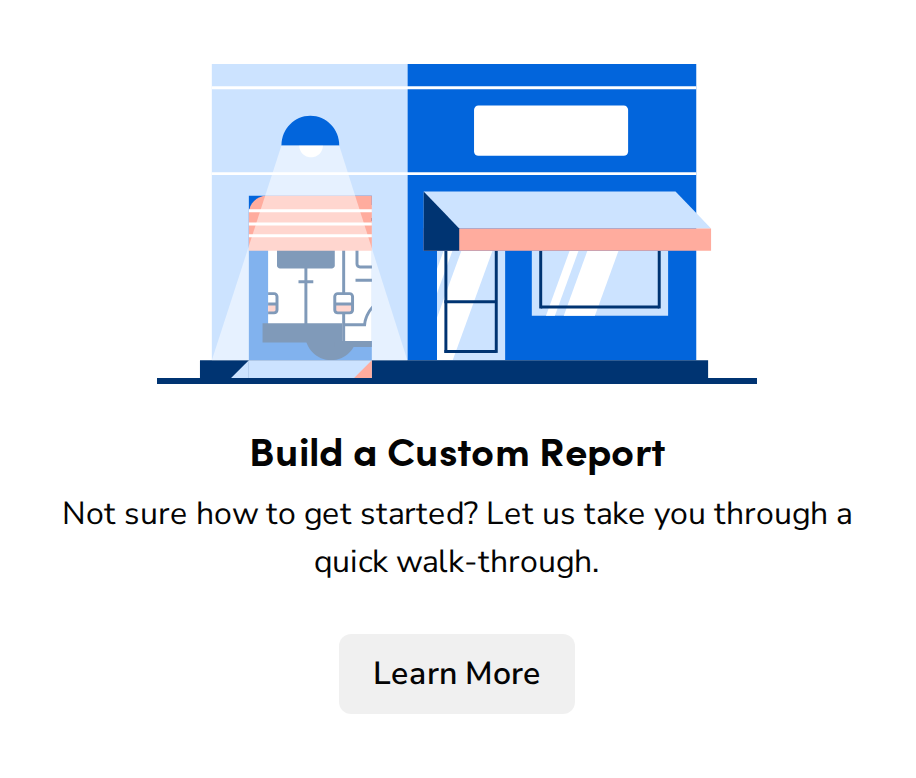 Build a Custom Report
Not sure how to get started? Let us take you through a
quick walk-through.
Learn More